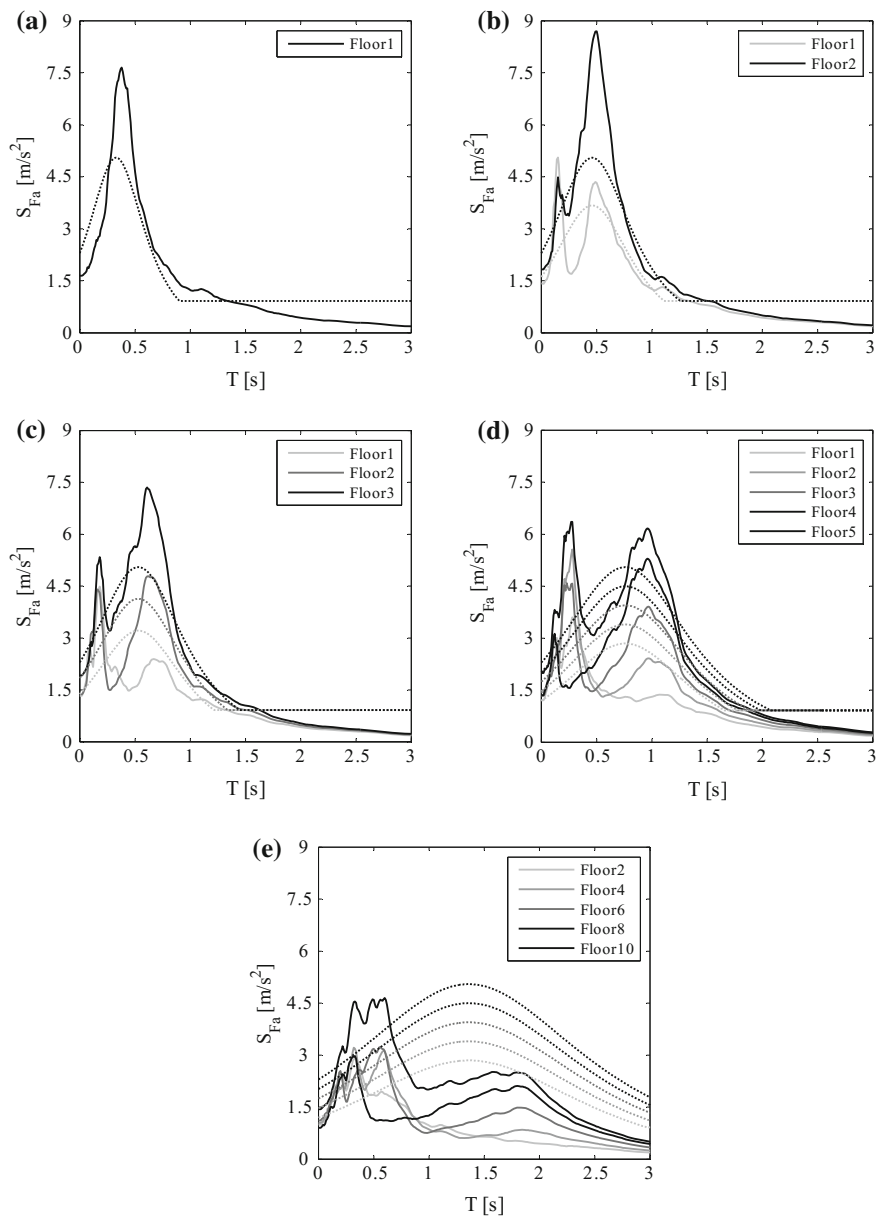 (a)
9
7.5
6
4.5
3
1.5
0
S_Fa [m/s²]
0 0.5 1 1.5 2 2.5 3
T [s]
Floor1
(b)
9
7.5
6
4.5
3
1.5
0
S_Fa [m/s²]
0 0.5 1 1.5 2 2.5 3
T [s]
Floor1
Floor2
(c)
9
7.5
6
4.5
3
1.5
0
S_Fa [m/s²]
0 0.5 1 1.5 2 2.5 3
T [s]
Floor1
Floor2
Floor3
(d)
9
7.5
6
4.5
3
1.5
0
S_Fa [m/s²]
0 0.5 1 1.5 2 2.5 3
T [s]
Floor1
Floor2
Floor3
Floor4
Floor5
(e)
9
7.5
6
4.5
3
1.5
0
S_Fa [m/s²]
0 0.5 1 1.5 2 2.5 3
T [s]
Floor2
Floor4
Floor6
Floor8
Floor10